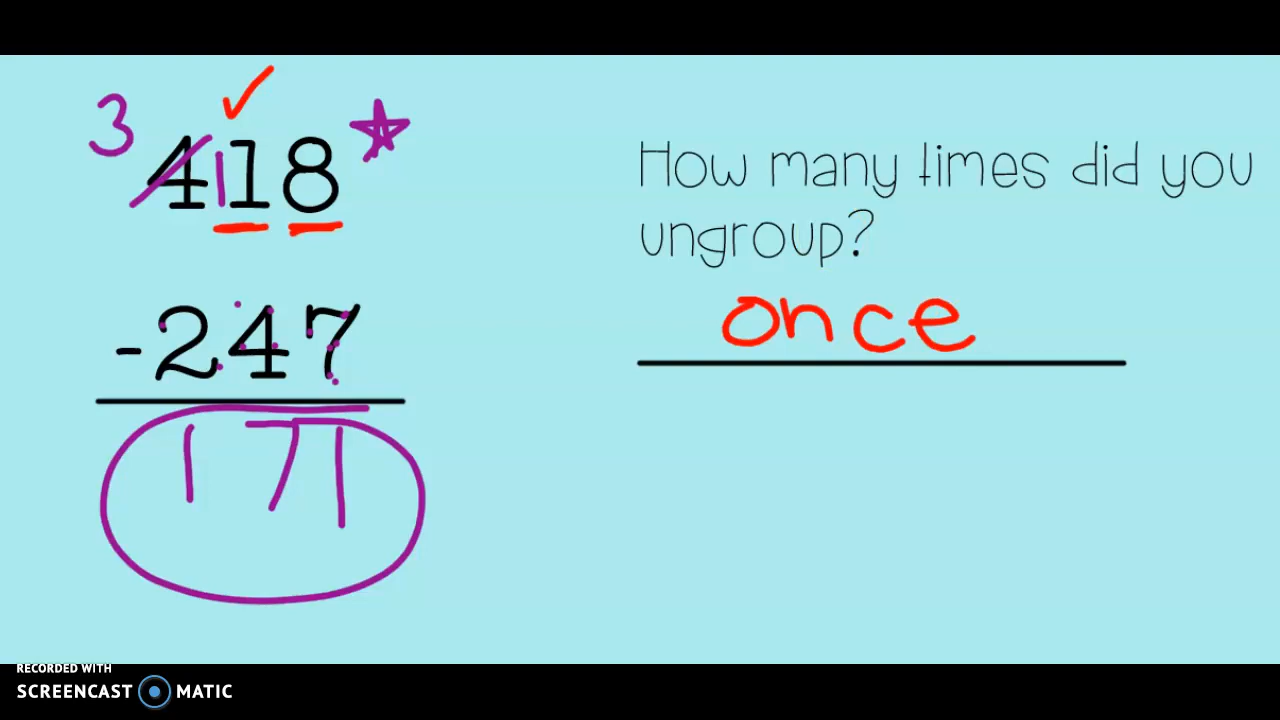 3
418
-247
171
How many times did you
ungroup?
once
RECORDED WITH
SCREENCAST MATIC